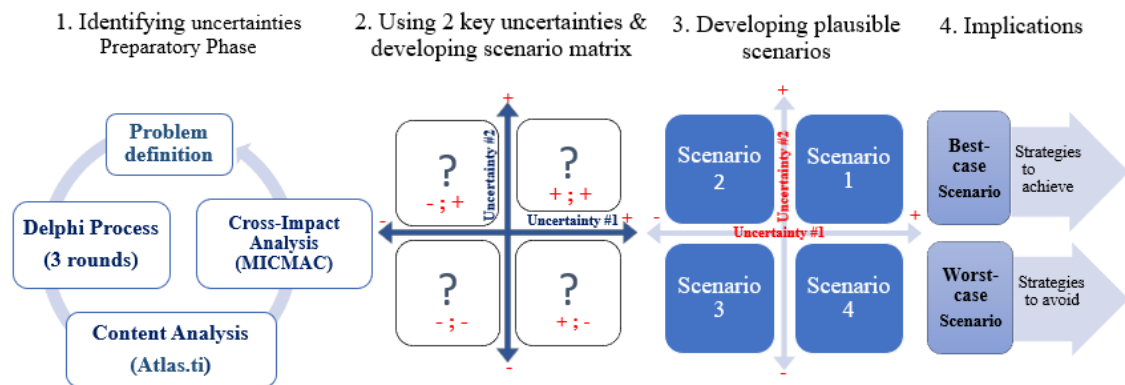 1. Identifying uncertainties
Preparatory Phase
Problem
definition
Delphi Process
(3 rounds)
Cross-Impact
Analysis
(MICMAC)
Content Analysis
(Atlas.ti)
2. Using 2 key uncertainties &
developing scenario matrix
+
?
- ; +
?
+ ; +
Uncertainty #2
-
Uncertainty #1
+
?
- ; -
?
+ ; -
-
3. Developing plausible
scenarios
+
Scenario
2
Scenario
1
Uncertainty #2
-
Uncertainty #1
+
Scenario
3
Scenario
4
-
4. Implications
Best-
case
Scenario
Strategies
to
achieve
Worst-
case
Scenario
Strategies
to avoid